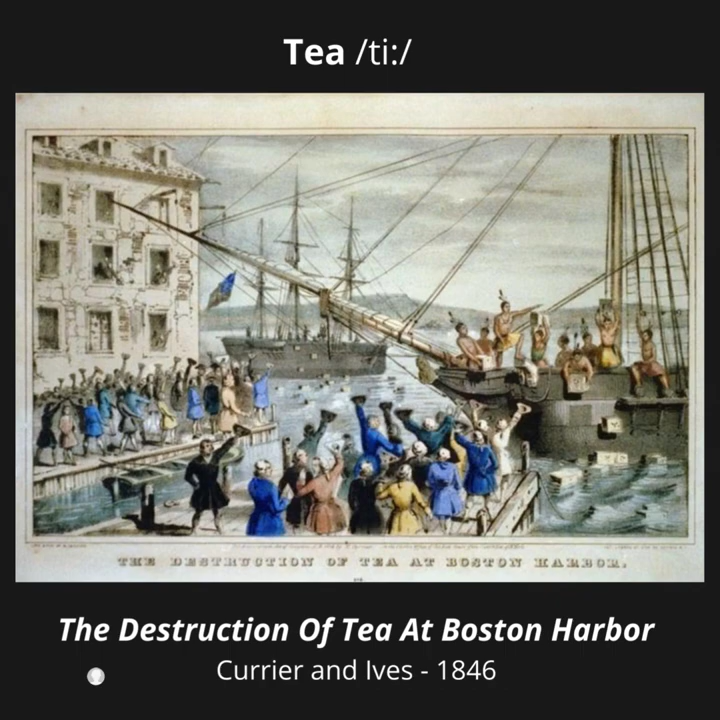 Tea /ti:/
THE DESTRUCTION OF TEA AT BOSTON HARBOR.
The Destruction Of Tea At Boston Harbor
Currier and Ives - 1846